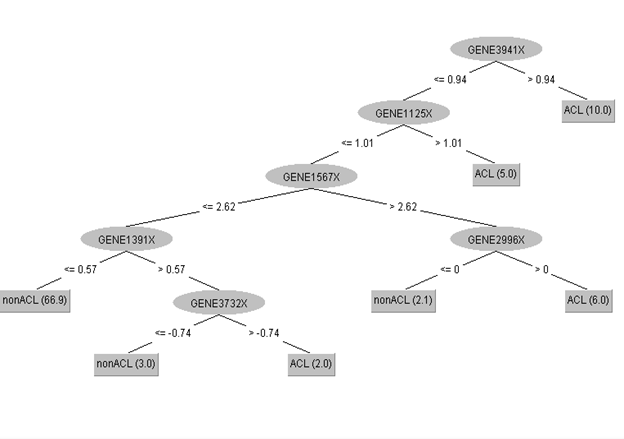 GENE3941X
<= 0.94
> 0.94
GENE1125X
ACL (10.0)
<= 1.01
> 1.01
GENE1567X
ACL (5.0)
<= 2.62
> 2.62
GENE1391X
GENE2996X
<= 0.57
> 0.57
<= 0
> 0
nonACL (66.9)
GENE3732X
nonACL (2.1)
ACL (6.0)
<= -0.74
> -0.74
nonACL (3.0)
ACL (2.0)